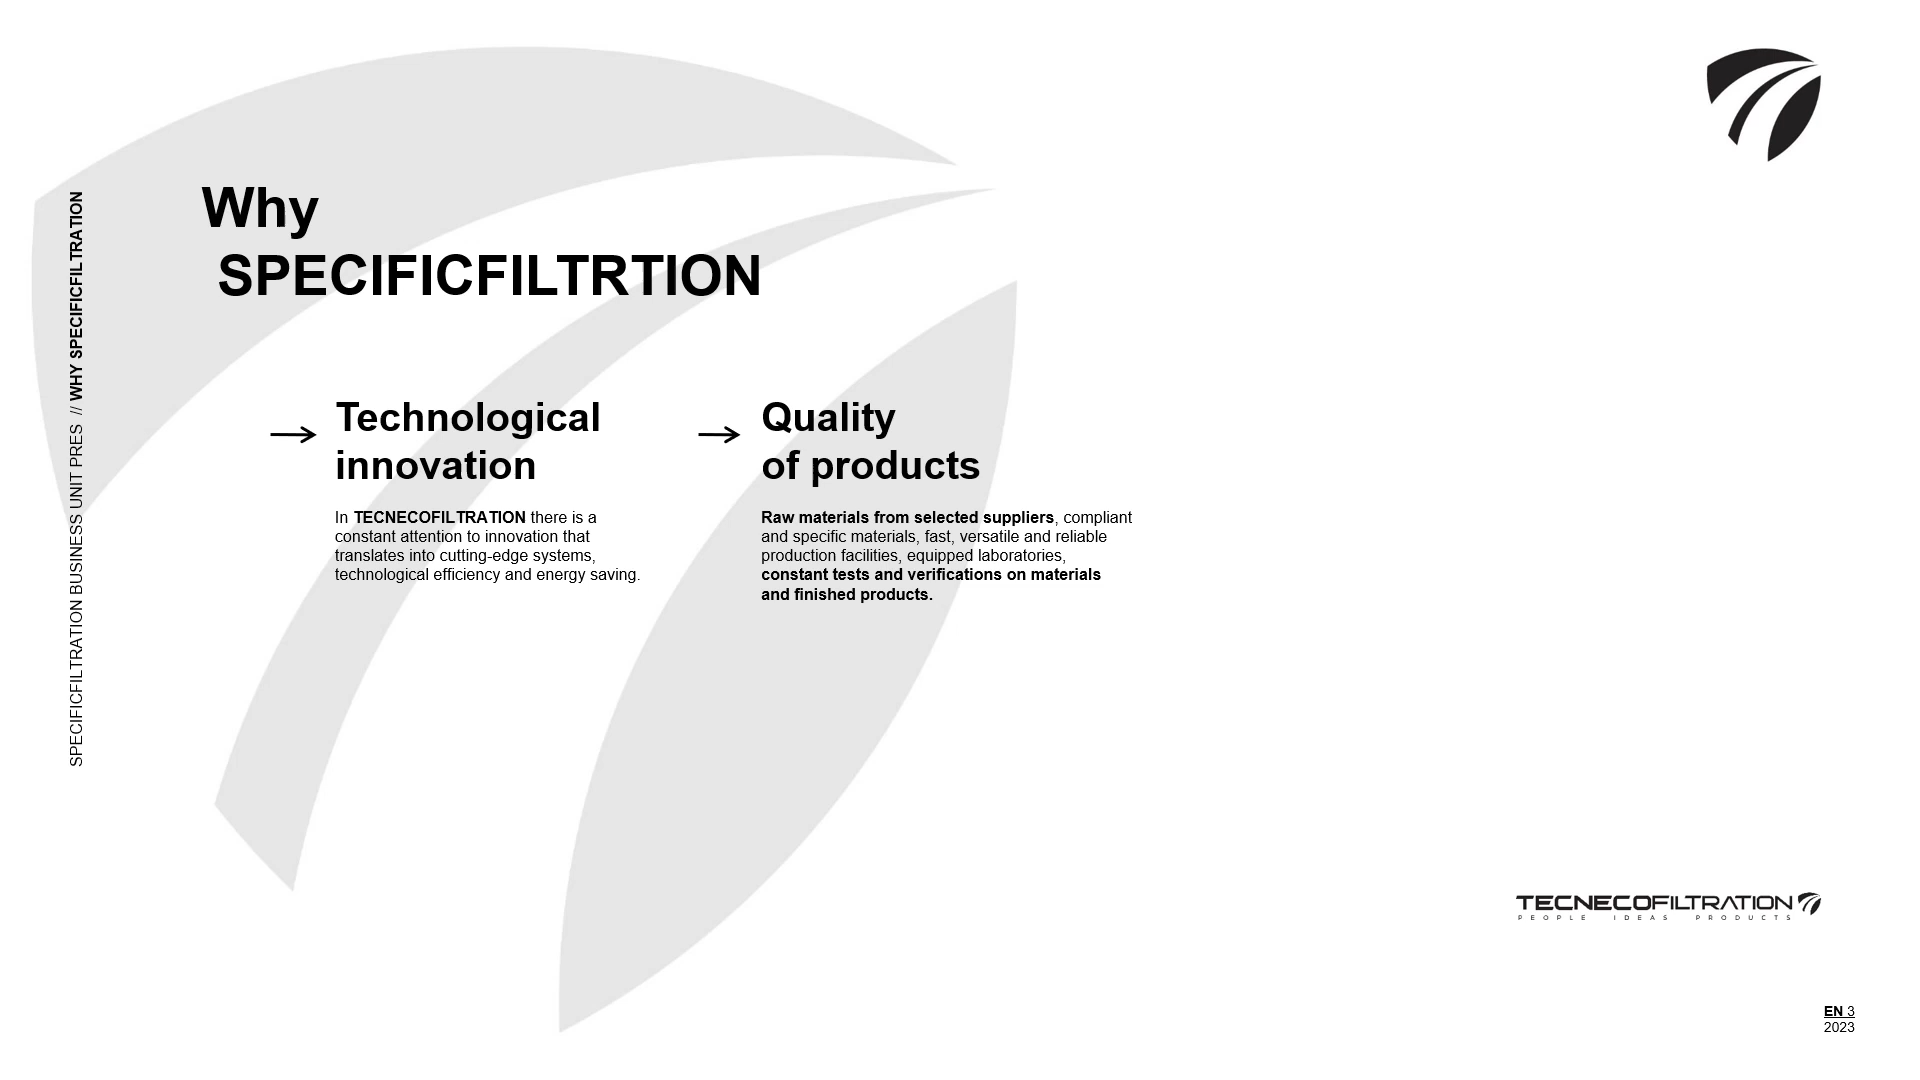 SPECIFICFILTRATION BUSINESS UNIT PRES // WHY SPECIFICFILTRATION
Why
SPECIFICFILTRTION
Technological
innovation
In TECNECOFILTRATION there is a
constant attention to innovation that
translates into cutting-edge systems,
technological efficiency and energy saving.
Quality
of products
Raw materials from selected suppliers, compliant
and specific materials, fast, versatile and reliable
production facilities, equipped laboratories,
constant tests and verifications on materials
and finished products.
TECNECOFILTRATION
PEOPLE IDEAS PRODUCTS
EN 3
2023